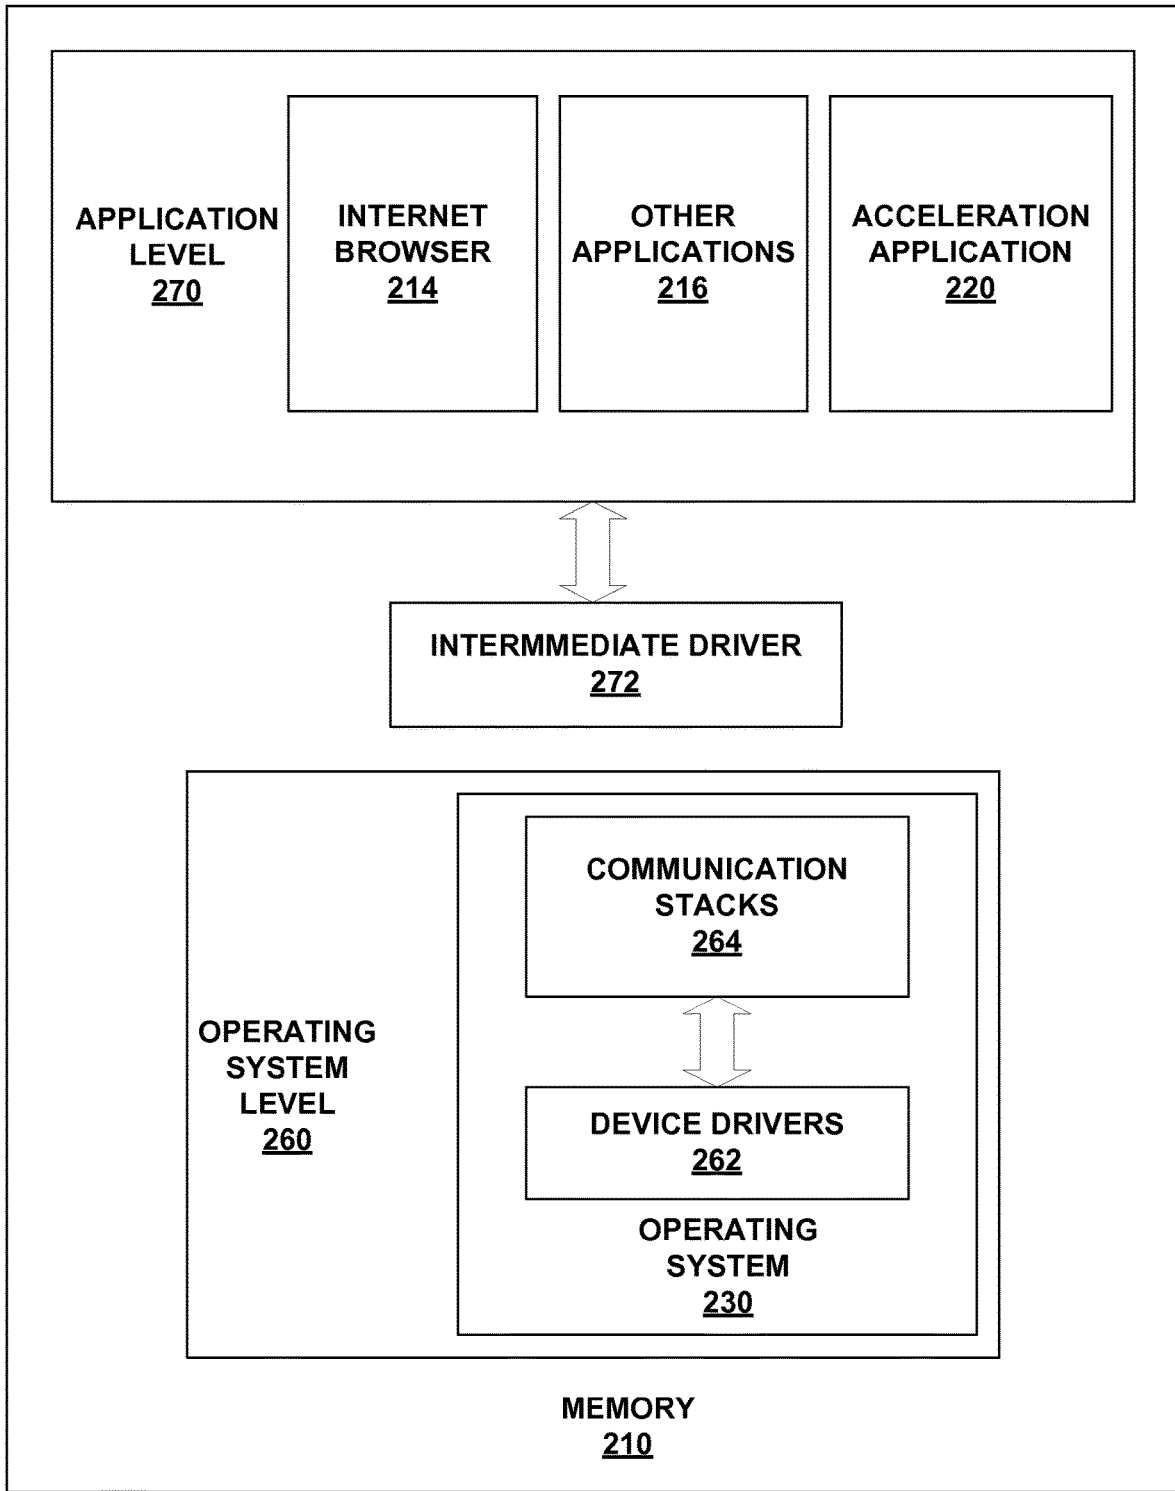 APPLICATION
LEVEL
270
INTERNET
BROWSER
214
OTHER
APPLICATIONS
216
ACCELERATION
APPLICATION
220
INTERMMEDIATE DRIVER
272
COMMUNICATION
STACKS
264
OPERATING
SYSTEM
LEVEL
260
DEVICE DRIVERS
262
OPERATING
SYSTEM
230
MEMORY
210